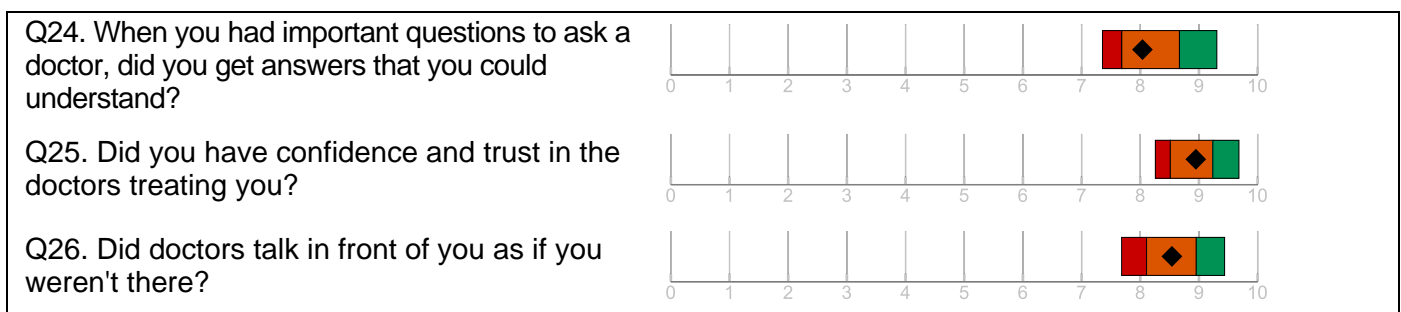 Q24. When you had important questions to ask a
doctor, did you get answers that you could
understand?
0 1 2 3 4 5 6 7 8 9 10
Q25. Did you have confidence and trust in the
doctors treating you?
0 1 2 3 4 5 6 7 8 9 10
Q26. Did doctors talk in front of you as if you
weren't there?
0 1 2 3 4 5 6 7 8 9 10